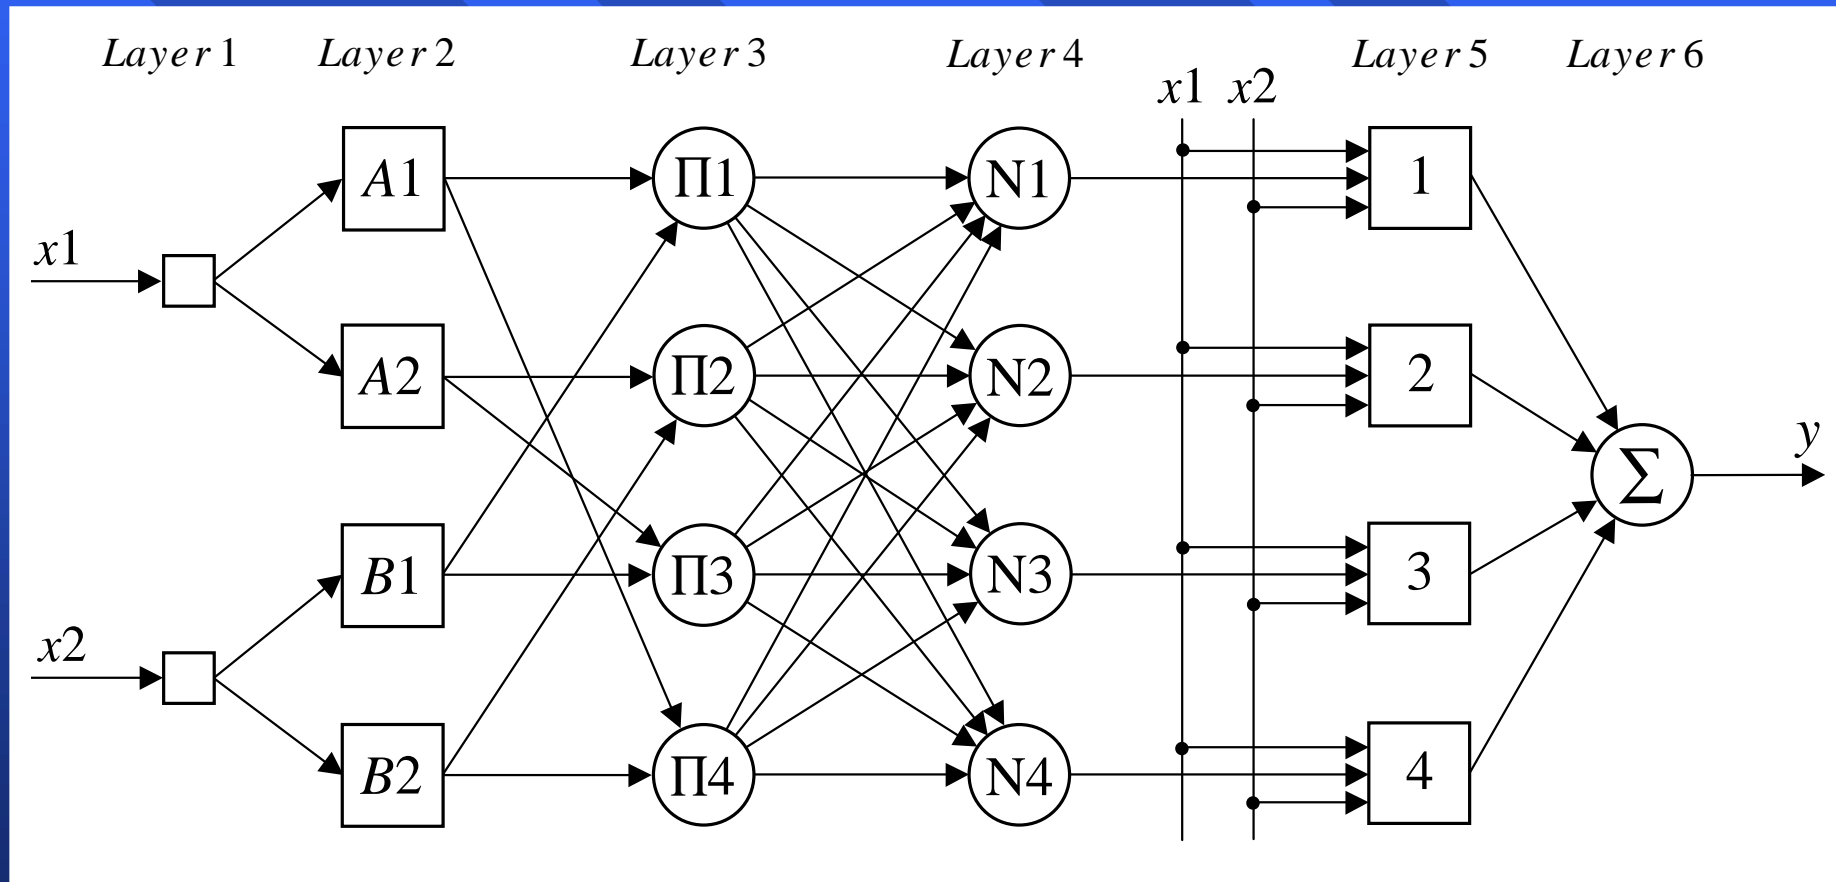 Layer 1 Layer 2 Layer 3 Layer 4 Layer 5 Layer 6
x1 x2
A1 Π1 N1 1
x1
A2 Π2 N2 2
y
Σ
B1 Π3 N3 3
x2
B2 Π4 N4 4